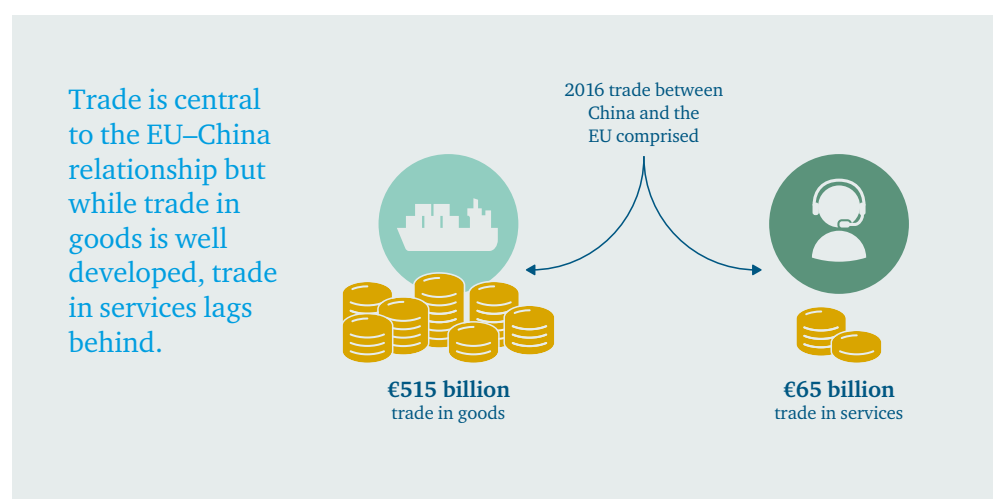 Trade is central
to the EU–China
relationship but
while trade in
goods is well
developed, trade
in services lags
behind.
2016 trade between
China and the
EU comprised
€515 billion
trade in goods
€65 billion
trade in services